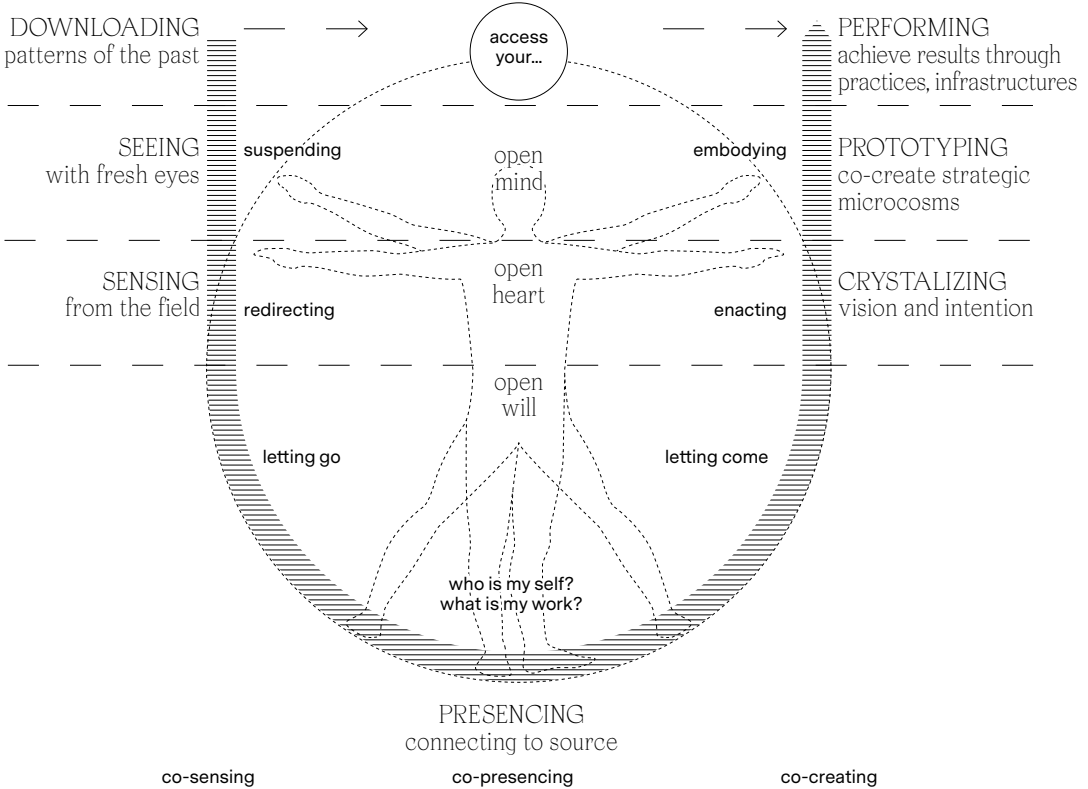 DOWNLOADING
patterns of the past
access
your...
PERFORMING
achieve results through
practices, infrastructures
SEEING
with fresh eyes
suspending
open
mind
embodying
PROTOTYPING
co-create strategic
microcosms
SENSING
from the field
redirecting
open
heart
enacting
CRYSTALIZING
vision and intention
open
will
letting go
letting come
who is my self?
what is my work?
PRESENCING
connecting to source
co-sensing
co-presencing
co-creating